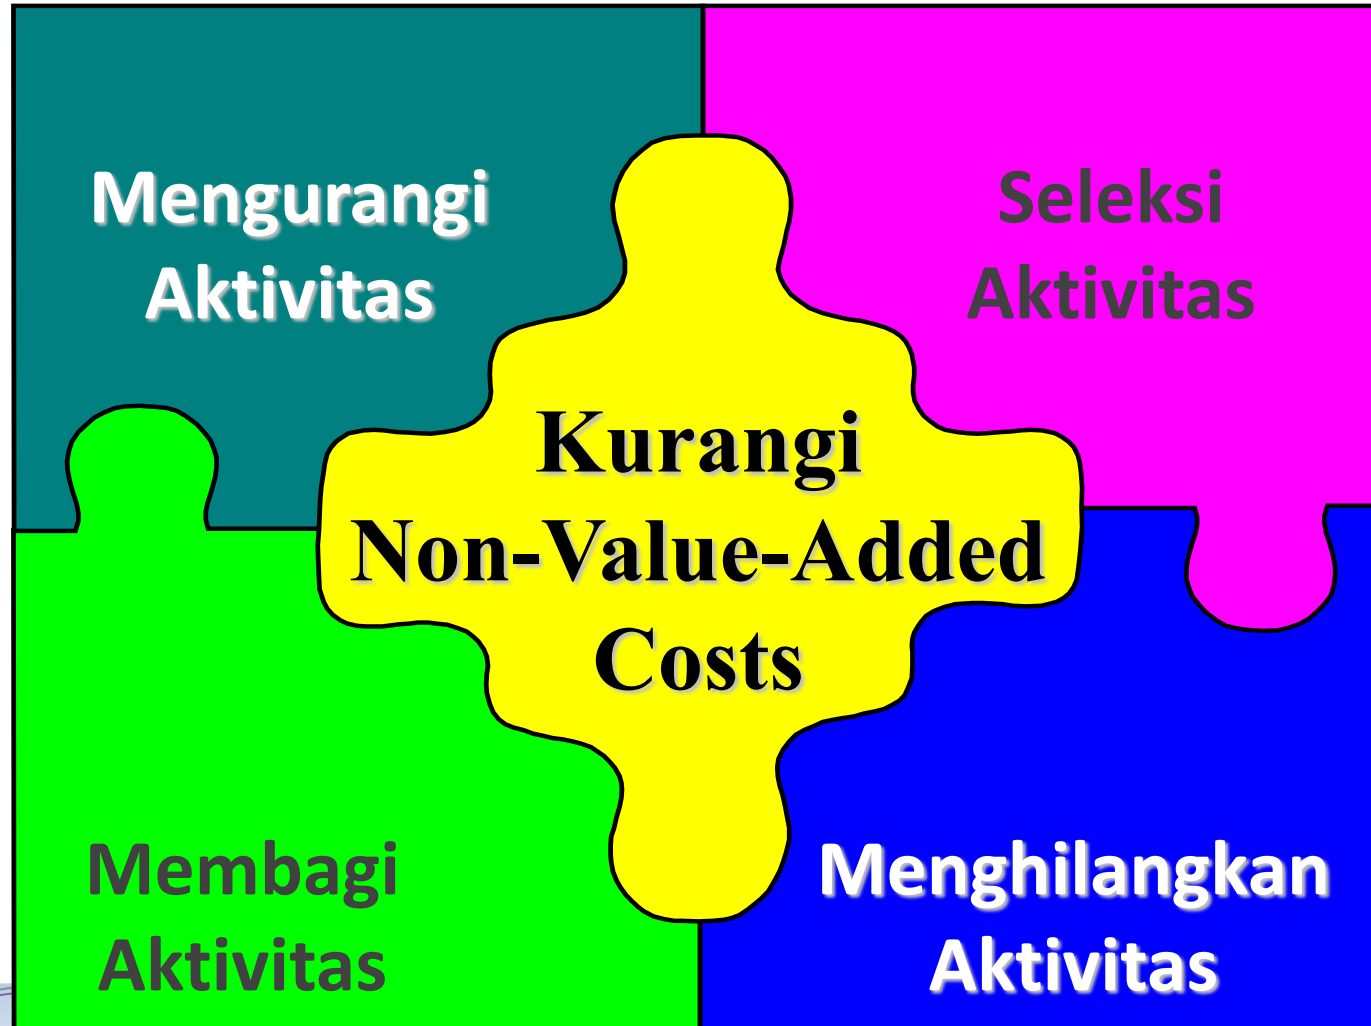 Mengurangi
Aktivitas
Seleksi
Aktivitas
Kurangi
Non-Value-Added
Costs
Membagi
Aktivitas
Menghilangkan
Aktivitas